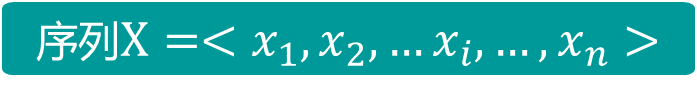 序列X =< x₁, x₂, … xᵢ, … , xₙ >